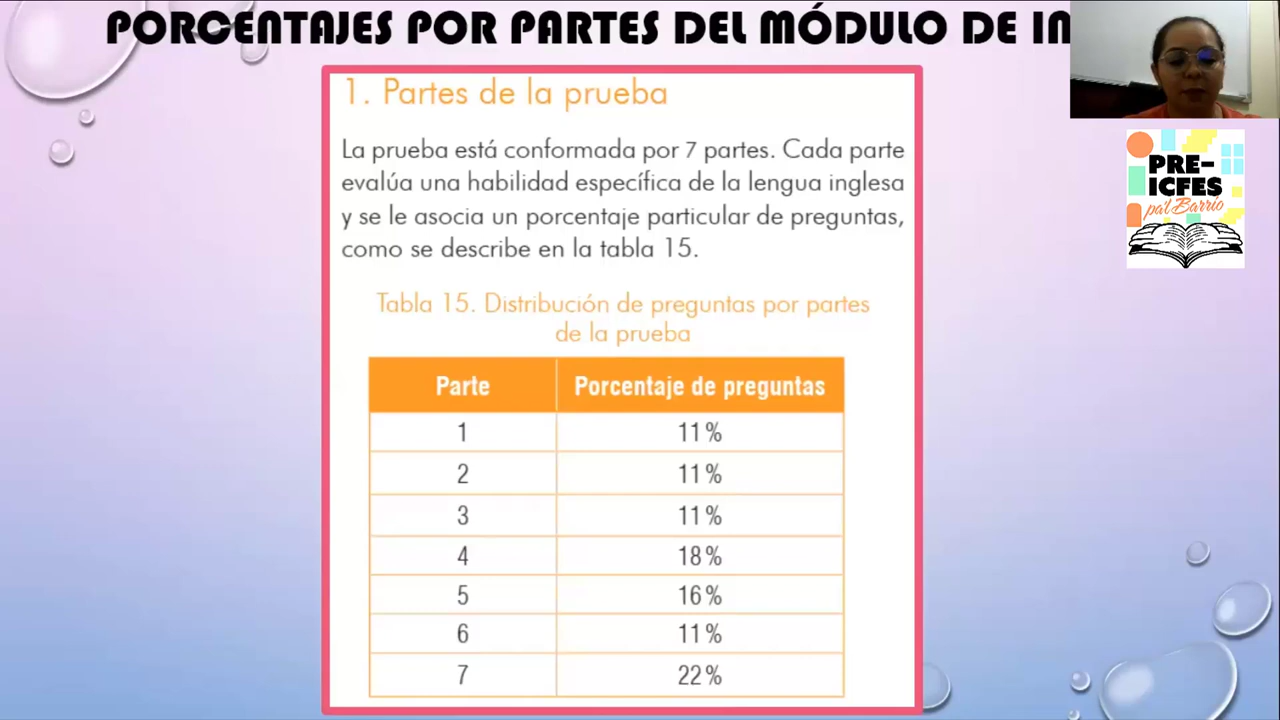 PORCENTAJES POR PARTES DEL MÓDULO DE IN
1. Partes de la prueba
La prueba está conformada por 7 partes. Cada parte
evalúa una habilidad específica de la lengua inglesa
y se le asocia un porcentaje particular de preguntas,
como se describe en la tabla 15.
Tabla 15. Distribución de preguntas por partes
de la prueba
Parte Porcentaje de preguntas
1 11%
2 11%
3 11%
4 18%
5 16%
6 11%
7 22%
PRE-
ICFES
pa'l Barrio